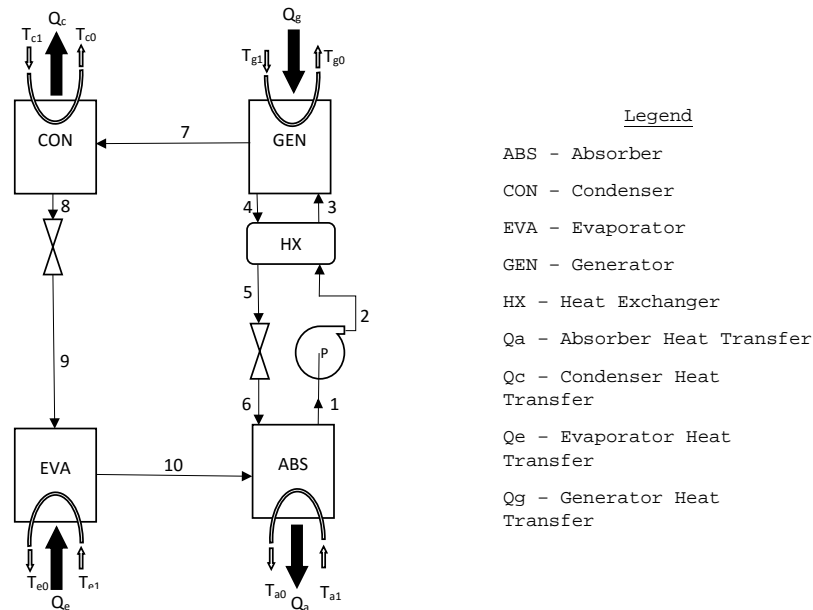 Qc
Qg
Tc1
Tc0
Tg1
Tg0
CON
7
GEN
8
4
3
HX
5
2
P
9
6
1
EVA
10
ABS
Te0
Te1
Ta0
Ta1
Qe
Qa
Legend
ABS - Absorber
CON – Condenser
EVA – Evaporator
GEN – Generator
HX – Heat Exchanger
Qa – Absorber Heat Transfer
Qc – Condenser Heat
Transfer
Qe – Evaporator Heat
Transfer
Qg – Generator Heat
Transfer